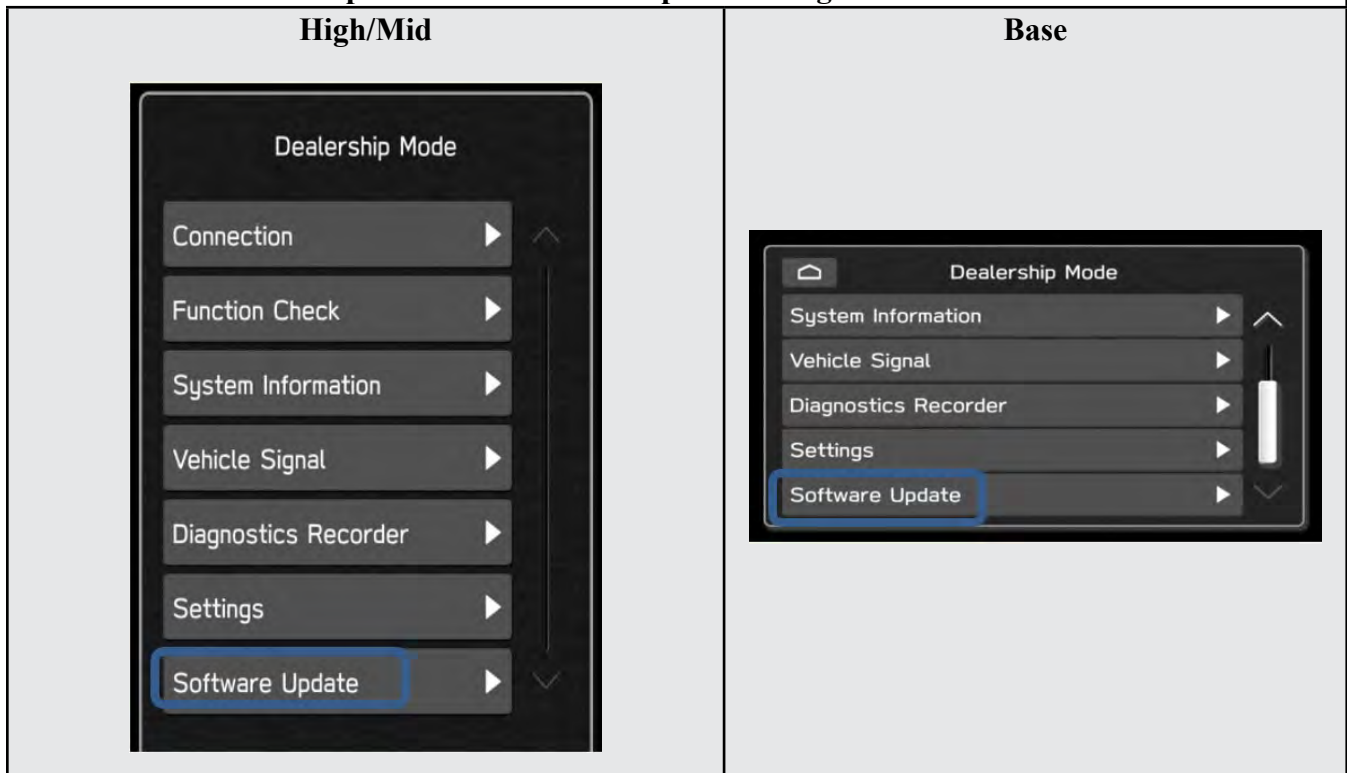 High/Mid
Base
Dealership Mode
Connection
Function Check
System Information
Vehicle Signal
Diagnostics Recorder
Settings
Software Update
Dealership Mode
System Information
Vehicle Signal
Diagnostics Recorder
Settings
Software Update